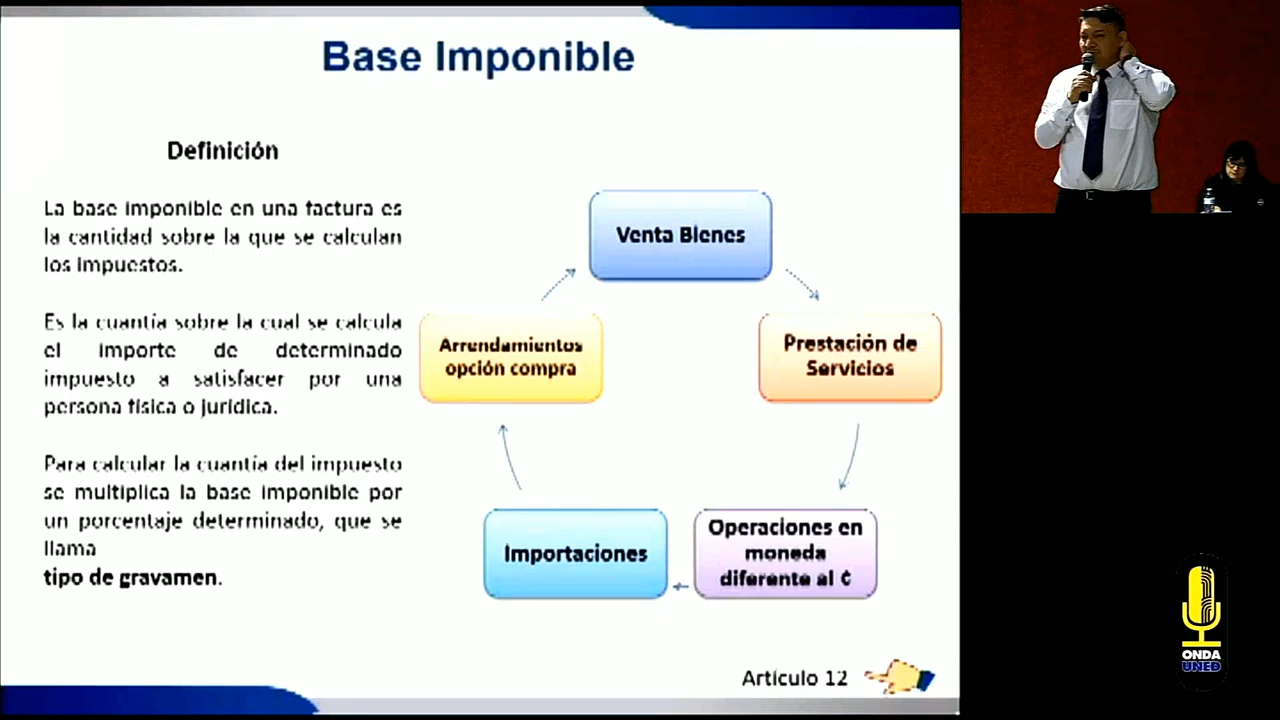 Base Imponible
Definición
La base imponible en una factura es
la cantidad sobre la que se calculan
los impuestos.
Es la cuantía sobre la cual se calcula
el importe de determinado
impuesto a satisfacer por una
persona física o jurídica.
Para calcular la cuantía del impuesto
se multiplica la base imponible por
un porcentaje determinado, que se
llama
tipo de gravamen.
Venta Bienes
Prestación de
Servicios
Operaciones en
moneda
diferente al ¢
Importaciones
Arrendamientos
opción compra
Artículo 12
ONDA
UNED